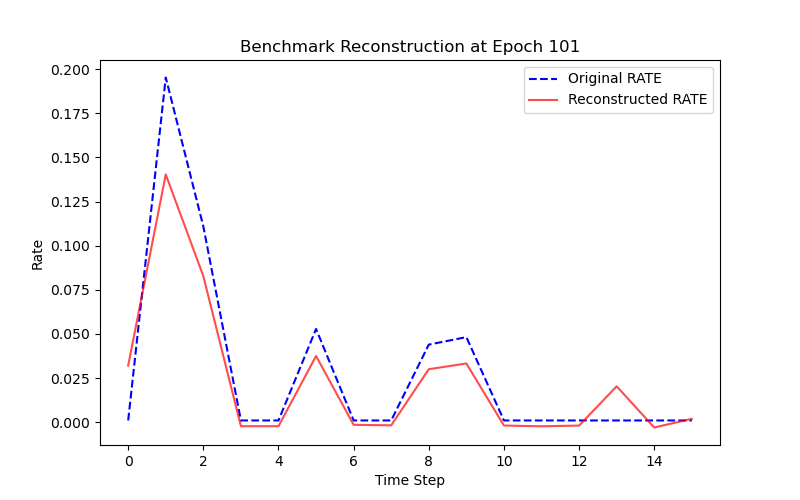 Benchmark Reconstruction at Epoch 101
Original RATE
Reconstructed RATE
Rate
0.200
0.175
0.150
0.125
0.100
0.075
0.050
0.025
0.000
0 2 4 6 8 10 12 14
Time Step